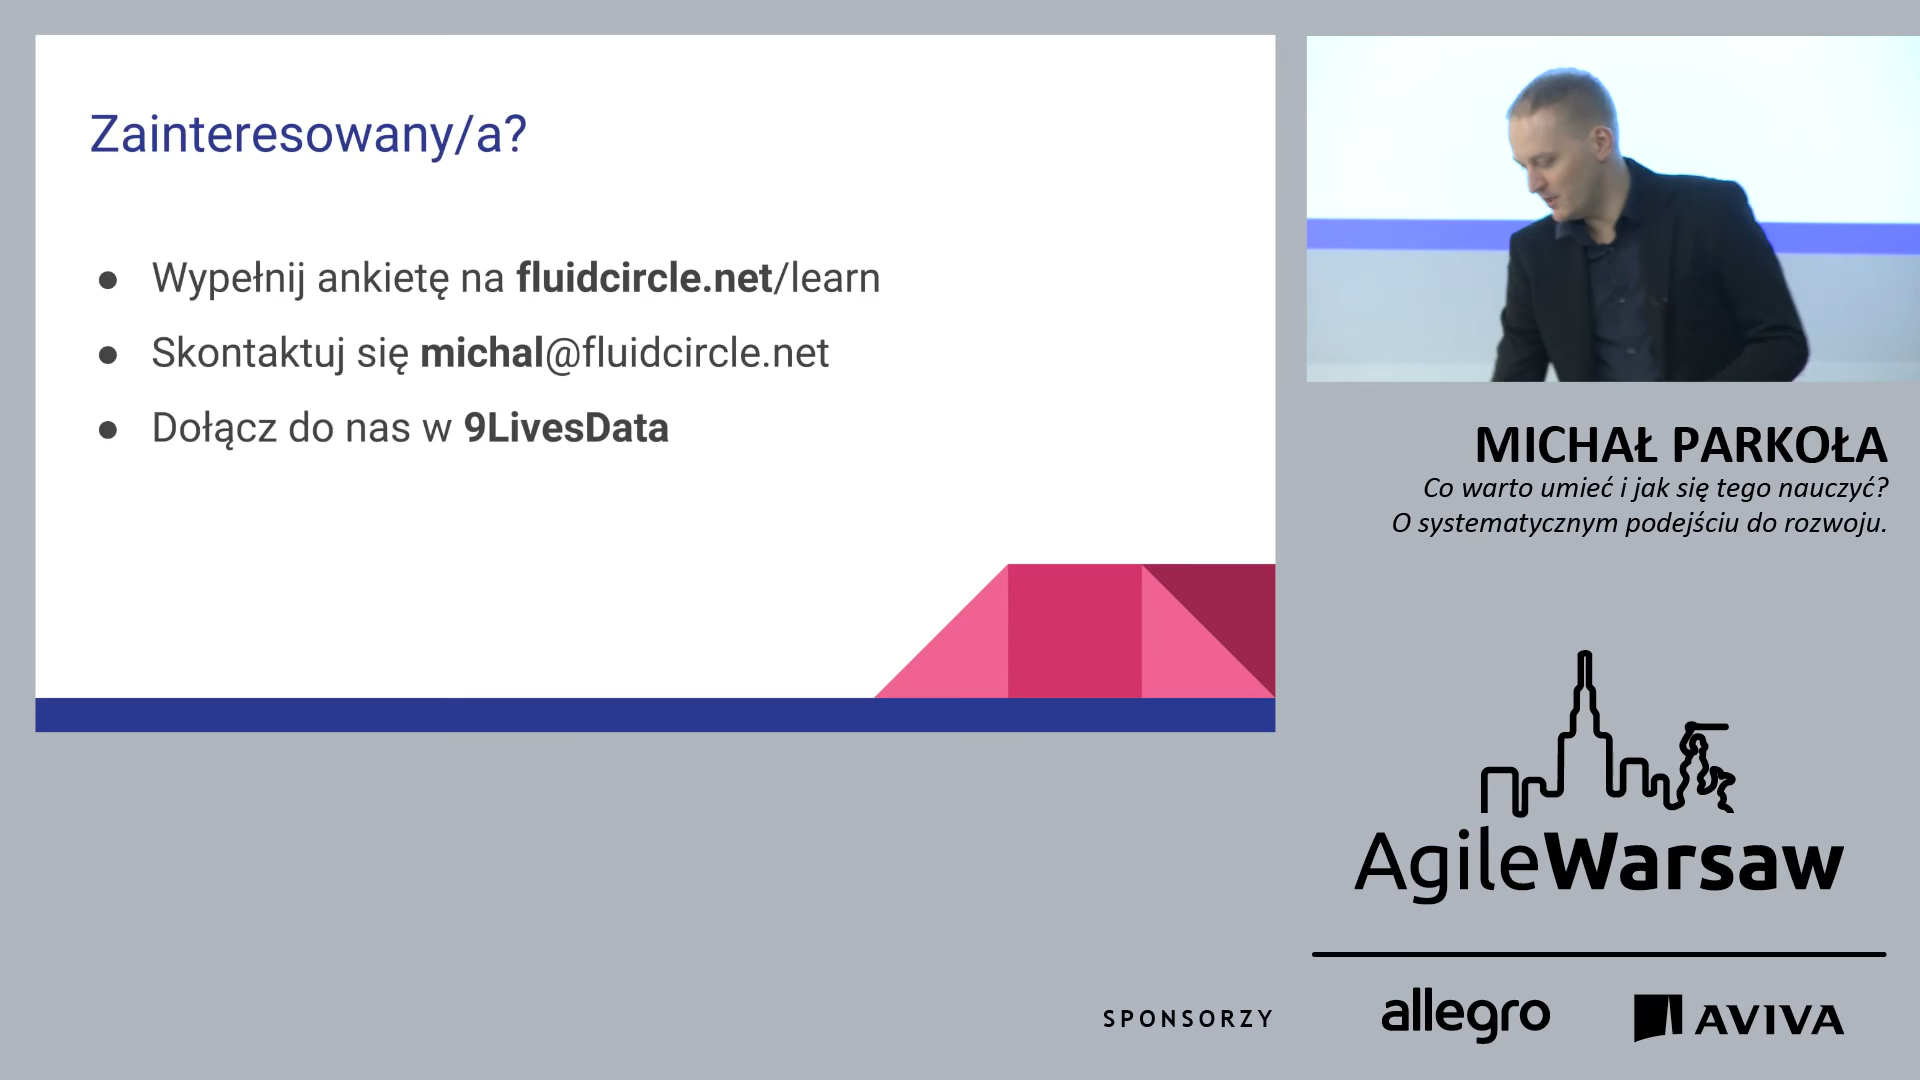 Zainteresowany/a?
● Wypełnij ankietę na fluidcircle.net/learn
● Skontaktuj się michal@fluidcircle.net
● Dołącz do nas w 9LivesData
MICHAŁ PARKOŁA
Co warto umieć i jak się tego nauczyć?
O systematycznym podejściu do rozwoju.
AgileWarsaw
SPONSORZY
allegro
AVIVA